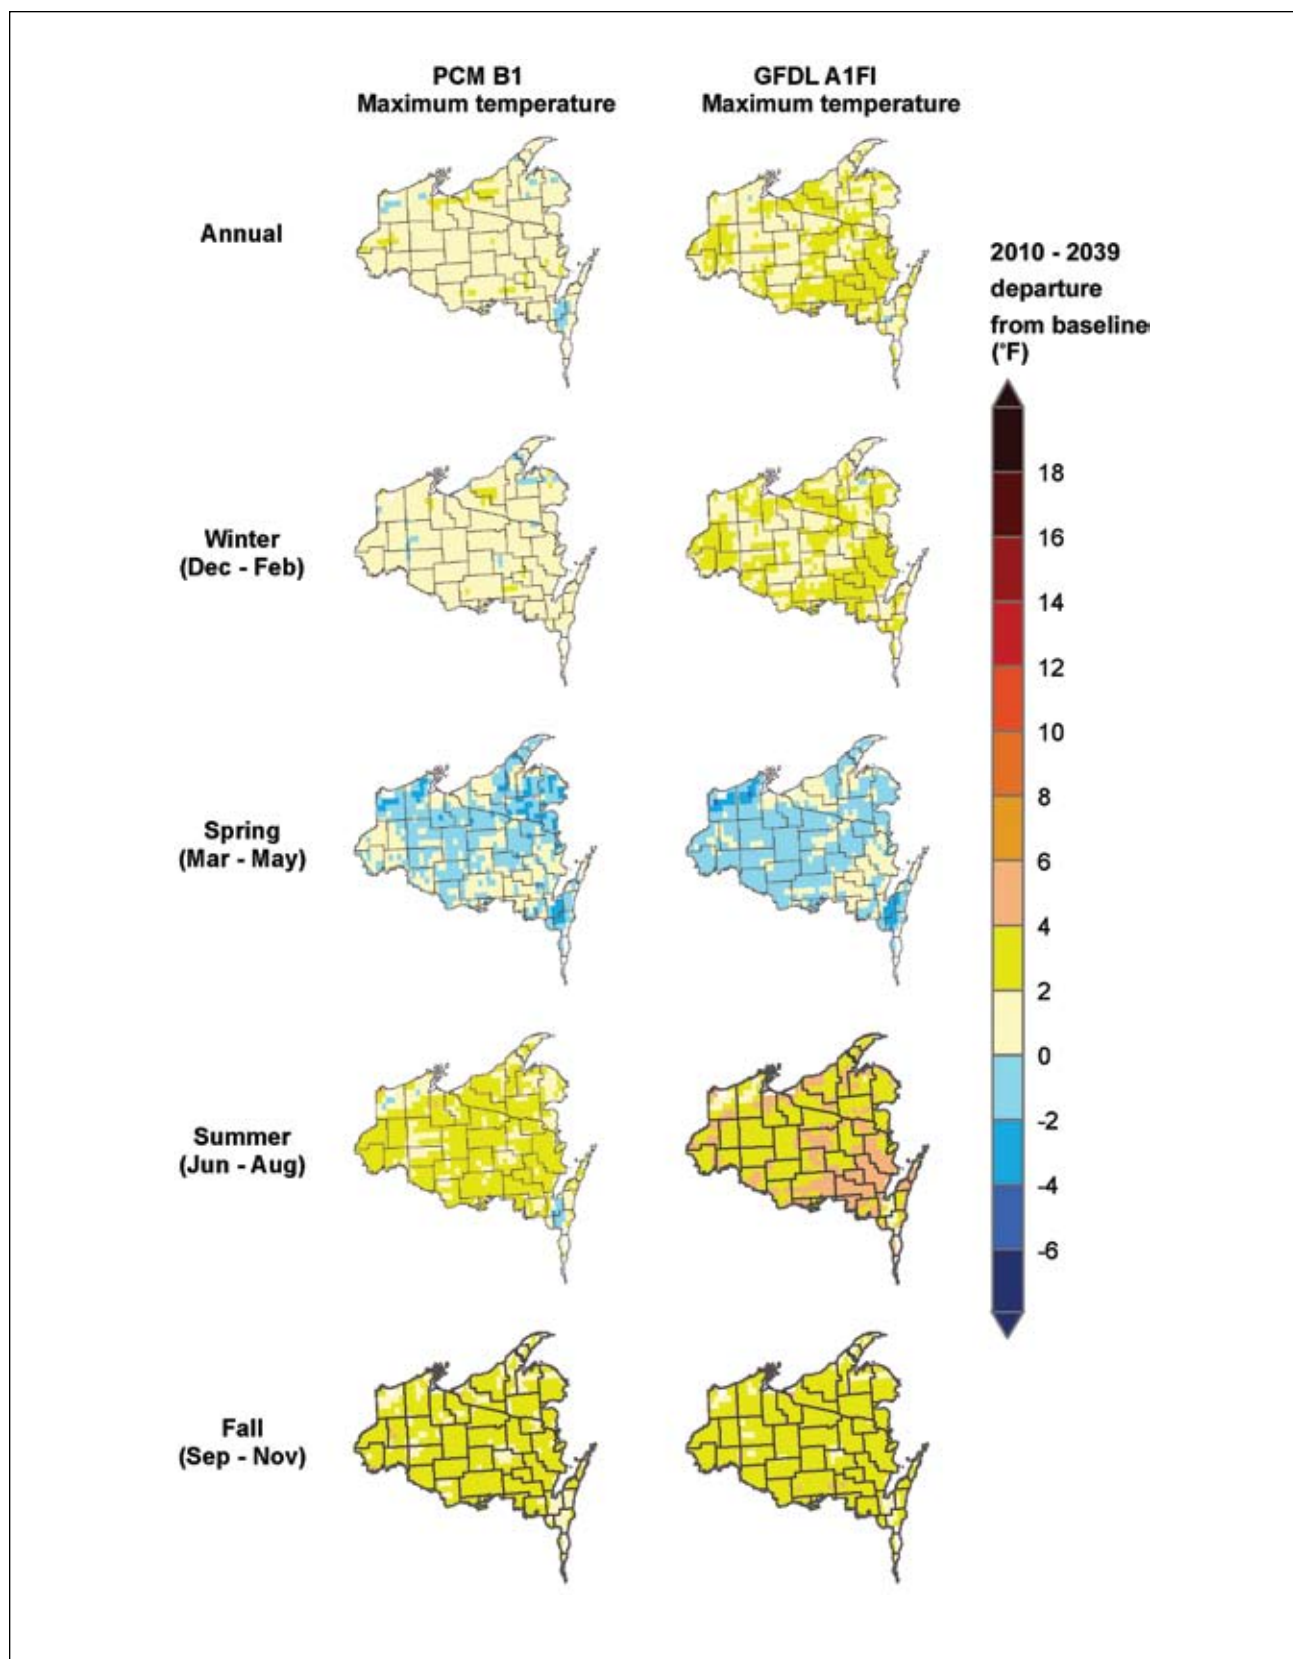 PCM B1
Maximum temperature
GFDL A1FI
Maximum temperature
Annual
2010 - 2039
departure
from baseline
(°F)
Winter
(Dec - Feb)
Spring
(Mar - May)
Summer
(Jun - Aug)
Fall
(Sep - Nov)
18
16
14
12
10
8
6
4
2
0
-2
-4
-6